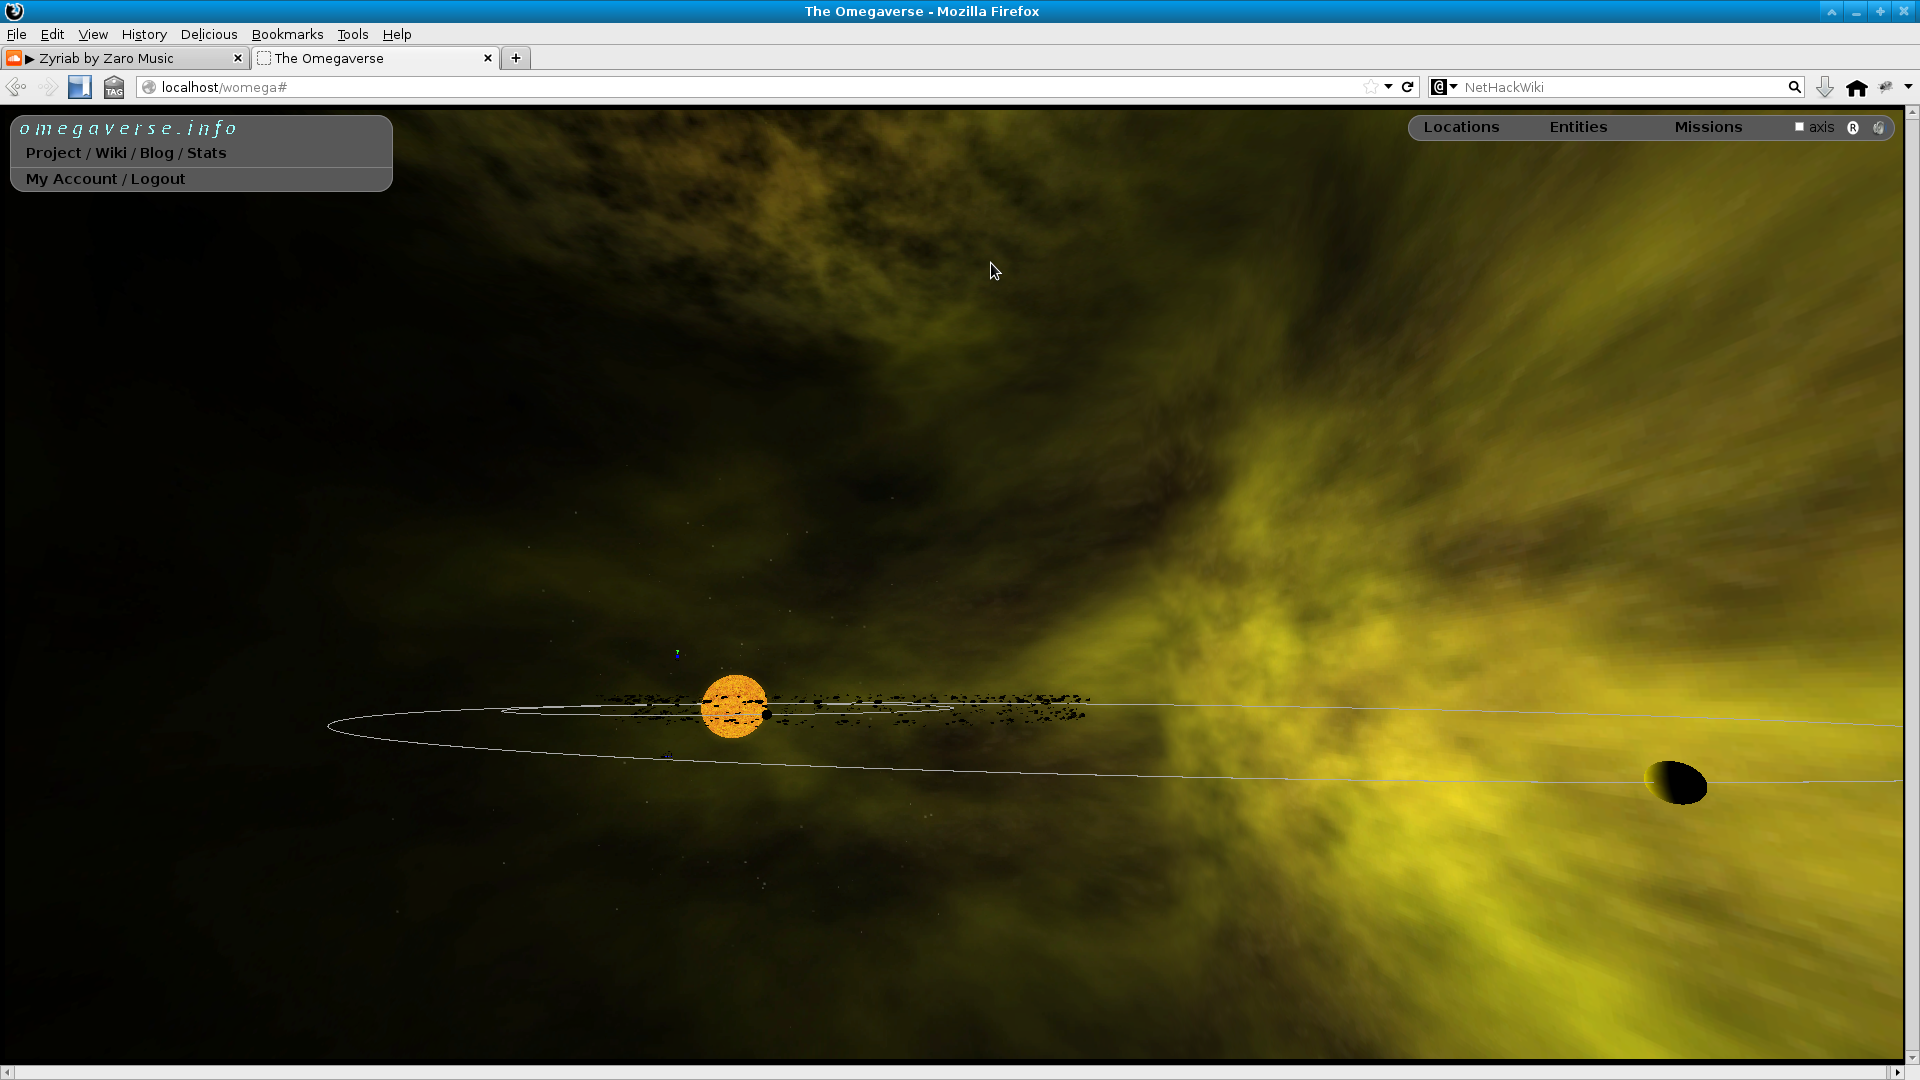 The Omegaverse - Mozilla Firefox
File Edit View History Delicious Bookmarks Tools Help
▶ Zyriab by Zaro Music
The Omegaverse
TAG
localhost/womega#
@
NetHackWiki
omegaverse.info
Project / Wiki / Blog / Stats
My Account / Logout
Locations Entities Missions axis R